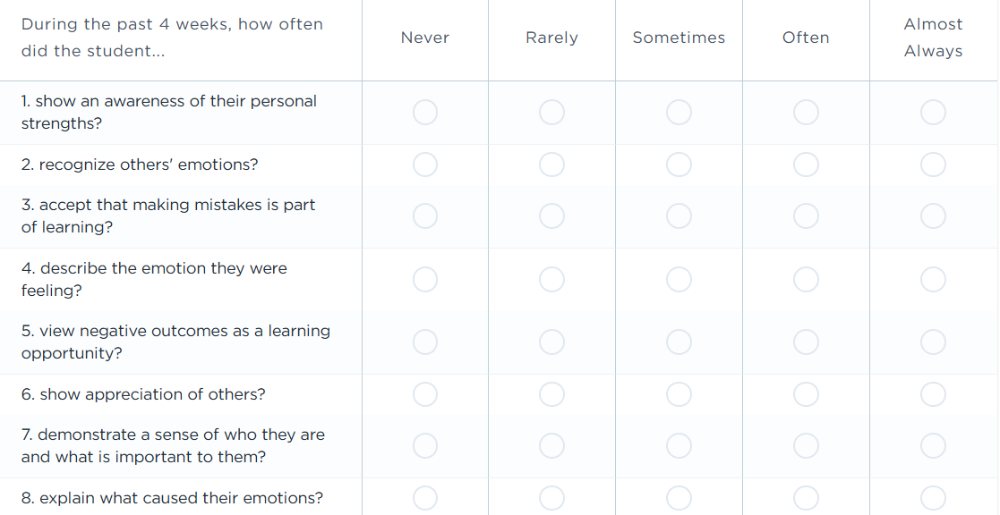 During the past 4 weeks, how often
did the student...
Never
Rarely
Sometimes
Often
Almost
Always
1. show an awareness of their personal
strengths?
2. recognize others' emotions?
3. accept that making mistakes is part
of learning?
4. describe the emotion they were
feeling?
5. view negative outcomes as a learning
opportunity?
6. show appreciation of others?
7. demonstrate a sense of who they are
and what is important to them?
8. explain what caused their emotions?